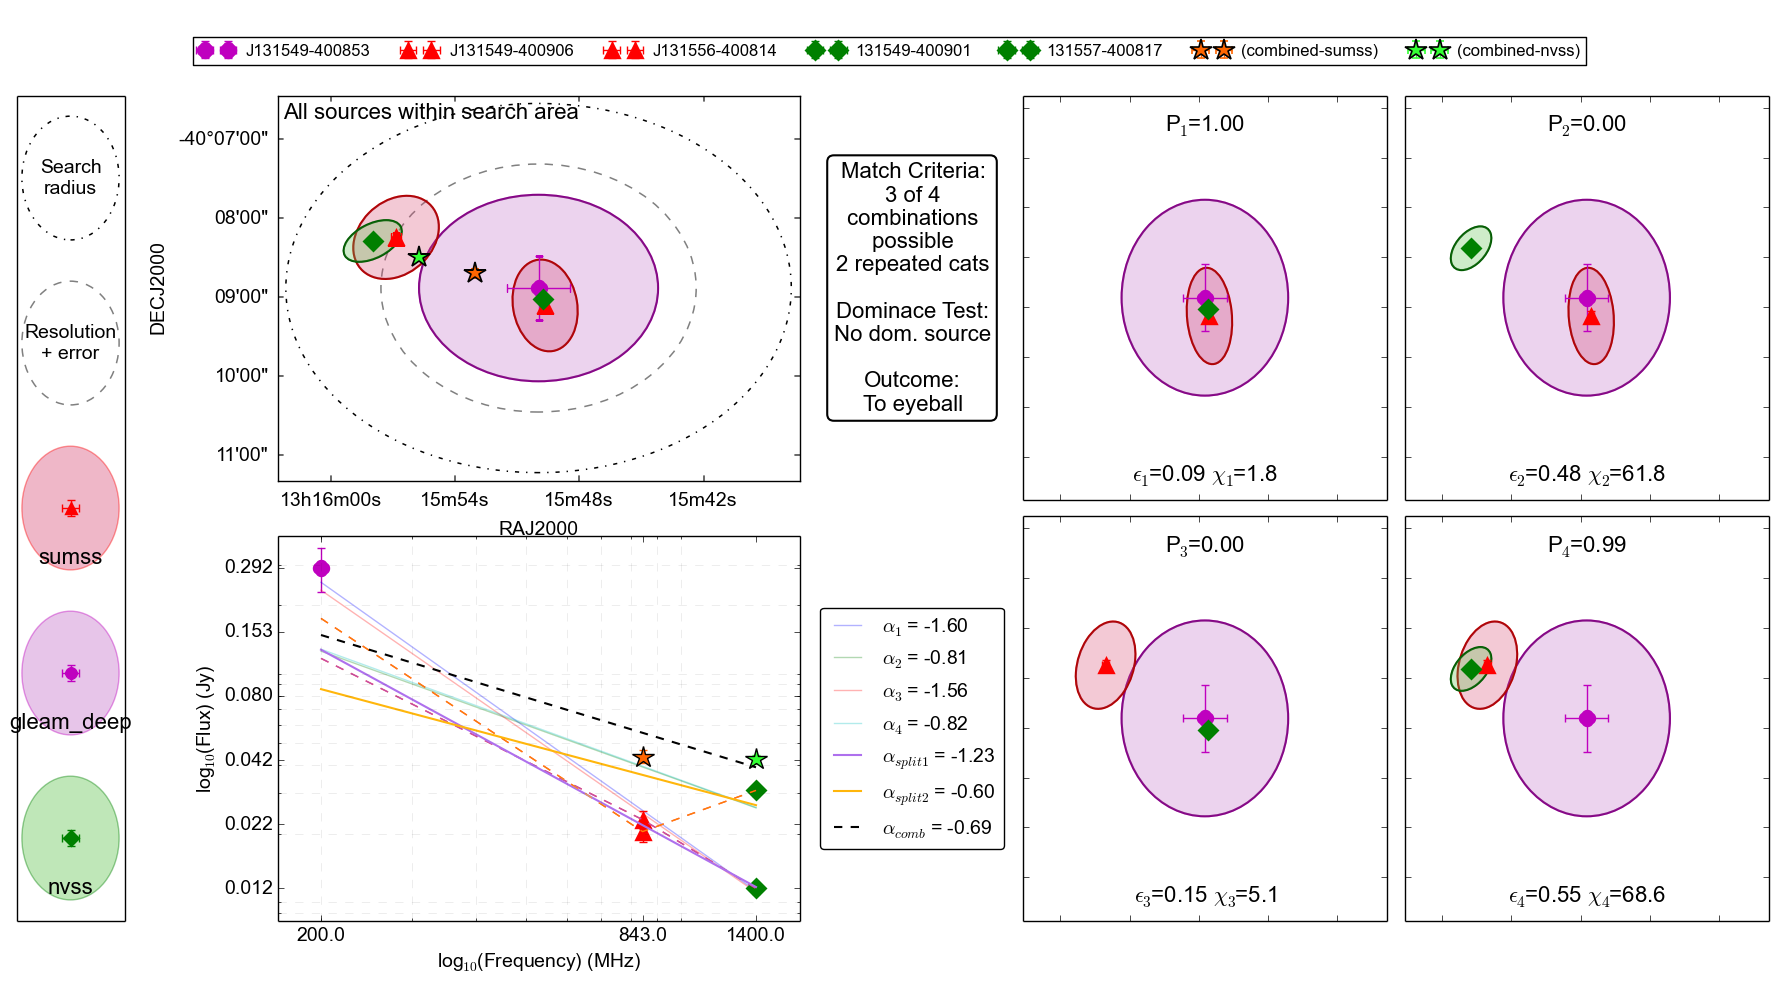 J131549-400853 J131549-400906 J131556-400814 131549-400901 131557-400817 (combined-sumss) (combined-nvss)
Search
radius
Resolution
+ error
sumss
gleam_deep
nvss
All sources within search area
DECJ2000
-40°07'00"
08'00"
09'00"
10'00"
11'00"
13h16m00s 15m54s 15m48s 15m42s
RAJ2000
Match Criteria:
3 of 4
combinations
possible
2 repeated cats
Dominace Test:
No dom. source
Outcome:
To eyeball
P1=1.00
ϵ1=0.09 χ1=1.8
P2=0.00
ϵ2=0.48 χ2=61.8
P3=0.00
ϵ3=0.15 χ3=5.1
P4=0.99
ϵ4=0.55 χ4=68.6
log10(Flux) (Jy)
0.292
0.153
0.080
0.042
0.022
0.012
200.0 843.0 1400.0
log10(Frequency) (MHz)
α1 = -1.60
α2 = -0.81
α3 = -1.56
α4 = -0.82
αsplit1 = -1.23
αsplit2 = -0.60
αcomb = -0.69